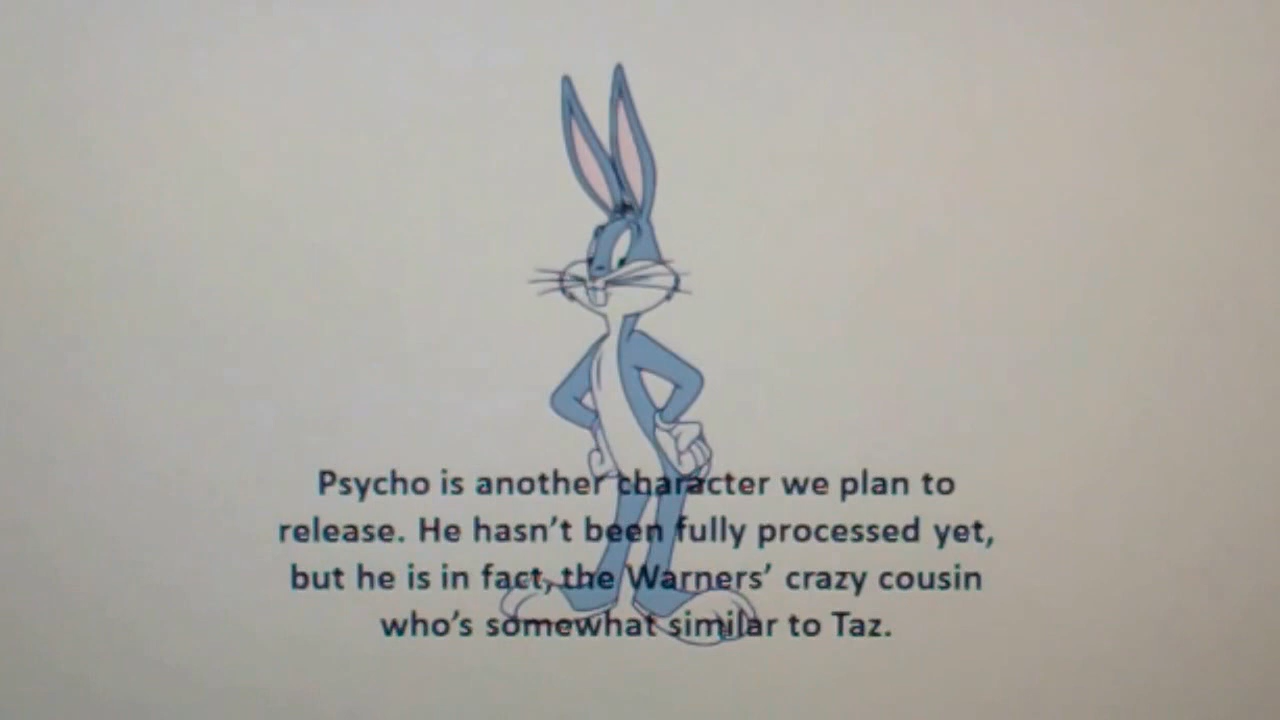 Psycho is another character we plan to
release. He hasn't been fully processed yet,
but he is in fact, the Warners' crazy cousin
who's somewhat similar to Taz.